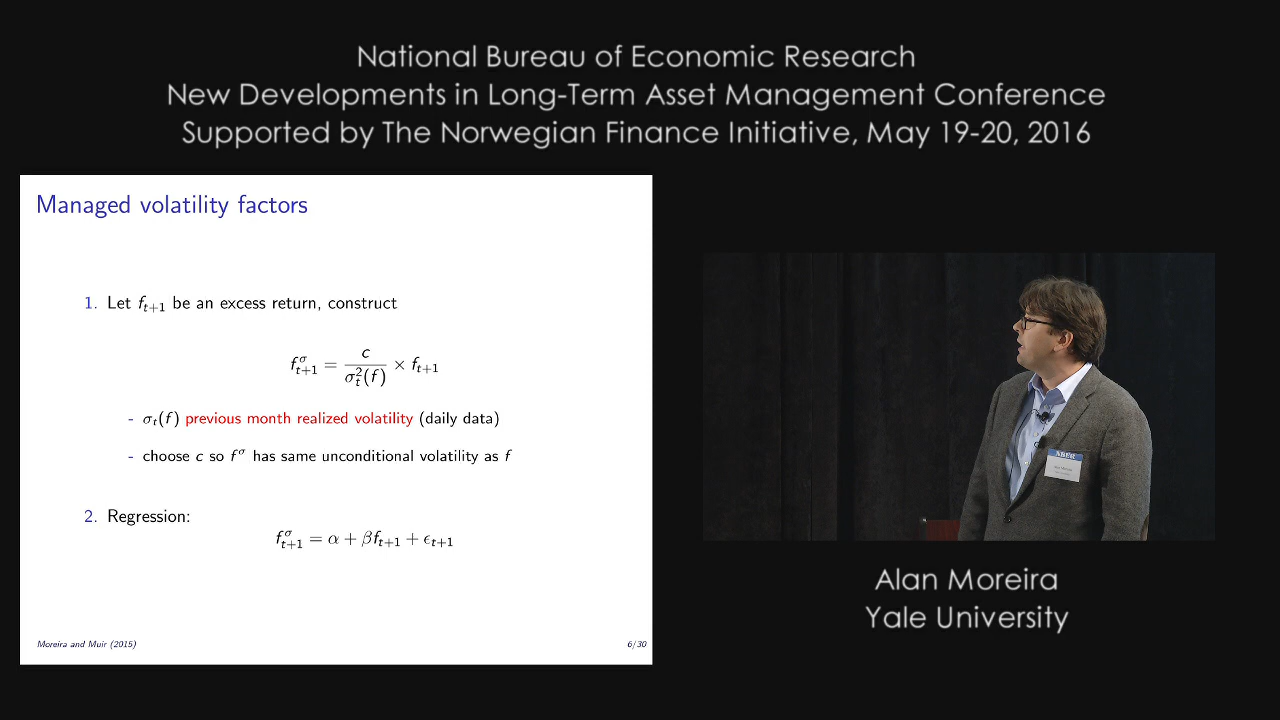 National Bureau of Economic Research
New Developments in Long-Term Asset Management Conference
Supported by The Norwegian Finance Initiative, May 19-20, 2016
Managed volatility factors
1. Let f_{t+1} be an excess return, construct
f^σ_{t+1} = c / σ²_t(f) × f_{t+1}
- σ_t(f) previous month realized volatility (daily data)
- choose c so f^σ has same unconditional volatility as f
2. Regression:
f^σ_{t+1} = α + βf_{t+1} + ϵ_{t+1}
Moreira and Muir (2015)
6/30
NBER
Alan Moreira
Yale University